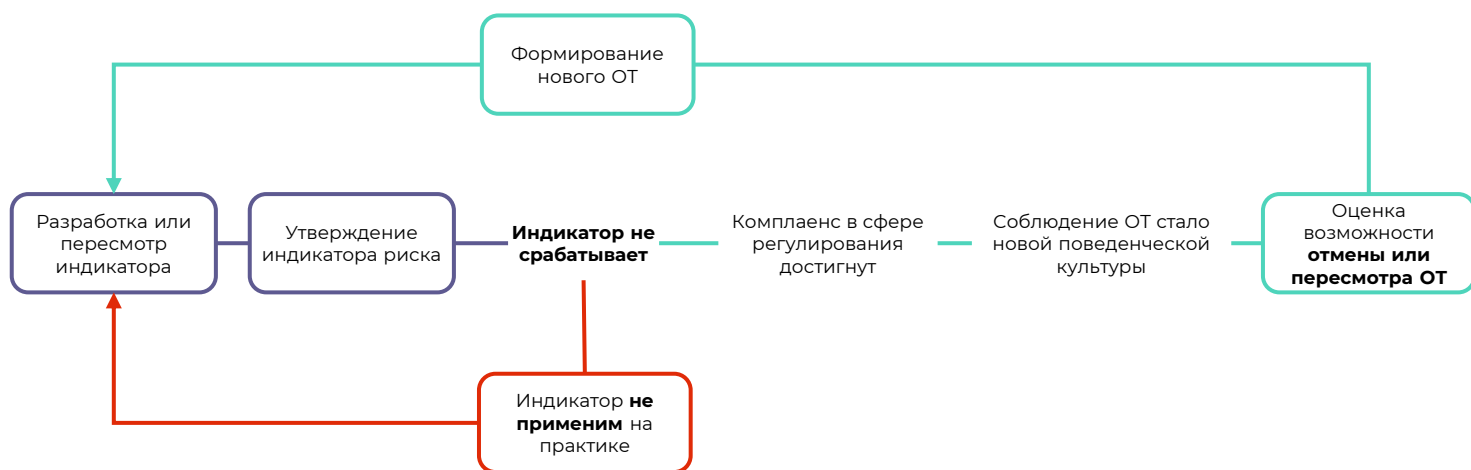 Формирование
нового ОТ
Разработка или
пересмотр
индикатора
Утверждение
индикатора риска
Индикатор не
срабатывает
Комплаенс в сфере
регулирования
достигнут
Соблюдение ОТ стало
новой поведенческой
культуры
Оценка
возможности
отмены или
пересмотра ОТ
Индикатор не
применим на
практике